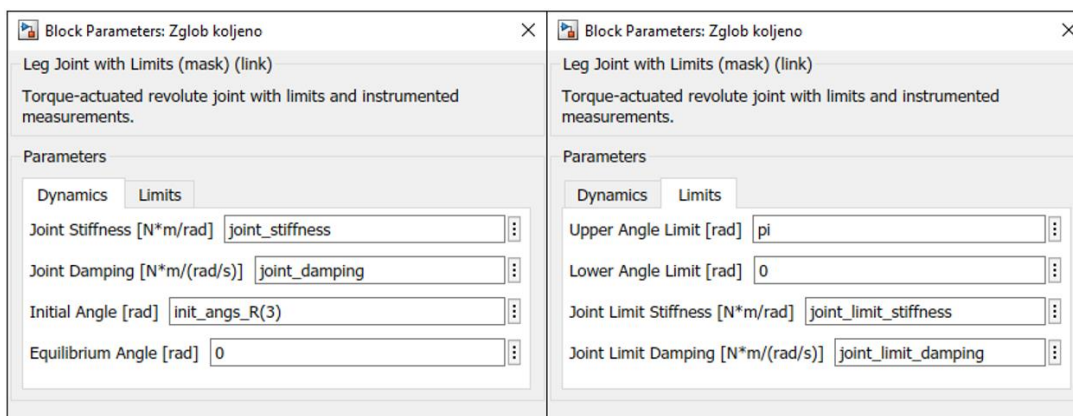 Block Parameters: Zglob koljeno
Leg Joint with Limits (mask) (link)
Torque-actuated revolute joint with limits and instrumented
measurements.
Parameters
Dynamics Limits
Joint Stiffness [N*m/rad] joint_stiffness
Joint Damping [N*m/(rad/s)] joint_damping
Initial Angle [rad] init_angs_R(3)
Equilibrium Angle [rad] 0
Block Parameters: Zglob koljeno
Leg Joint with Limits (mask) (link)
Torque-actuated revolute joint with limits and instrumented
measurements.
Parameters
Dynamics Limits
Upper Angle Limit [rad] pi
Lower Angle Limit [rad] 0
Joint Limit Stiffness [N*m/rad] joint_limit_stiffness
Joint Limit Damping [N*m/(rad/s)] joint_limit_damping